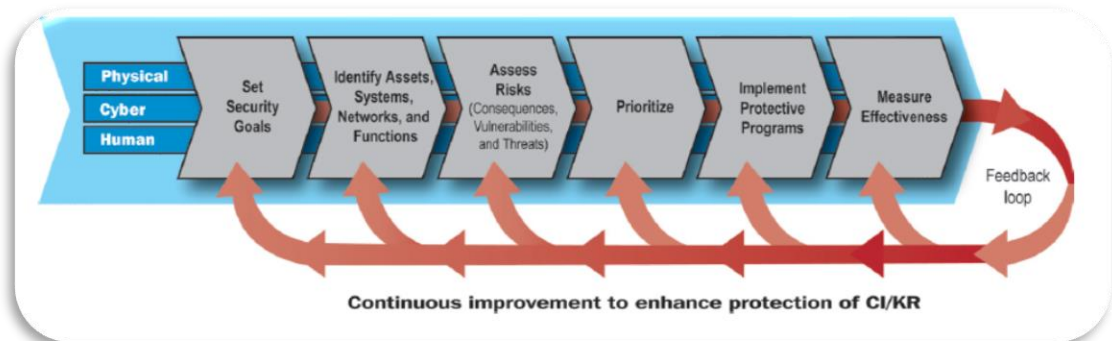 Physical
Cyber
Human
Set
Security
Goals
Identify Assets,
Systems,
Networks, and
Functions
Assess
Risks
(Consequences,
Vulnerabilities,
and Threats)
Prioritize
Implement
Protective
Programs
Measure
Effectiveness
Feedback
loop
Continuous improvement to enhance protection of CI/KR